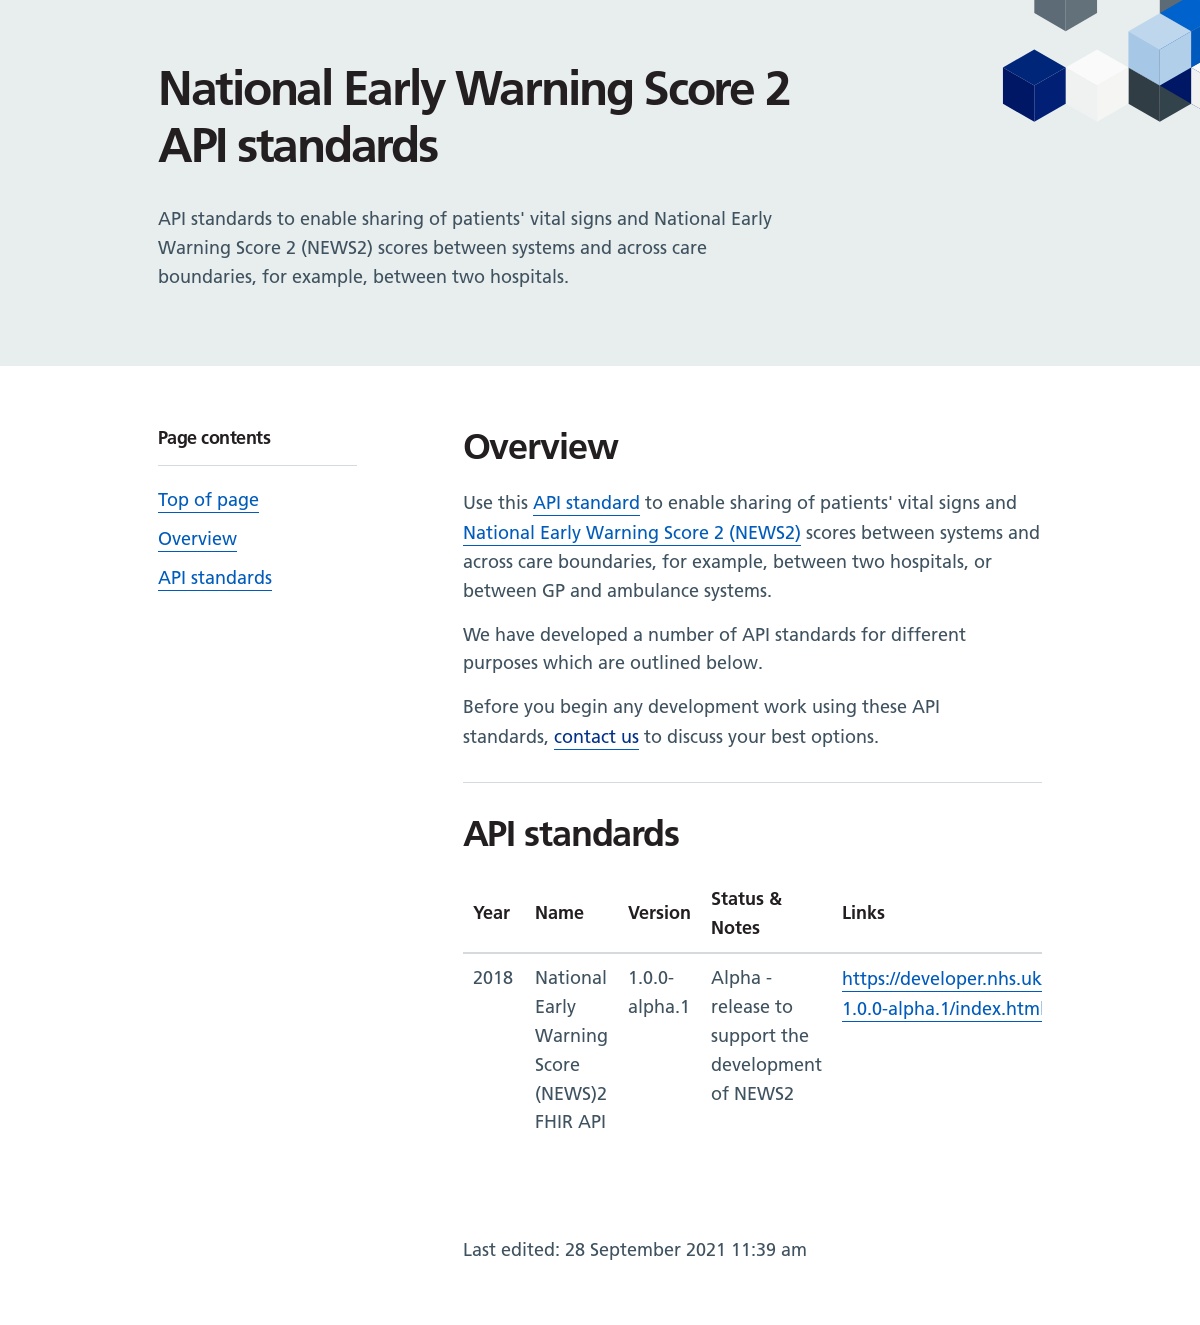 National Early Warning Score 2
API standards
API standards to enable sharing of patients' vital signs and National Early
Warning Score 2 (NEWS2) scores between systems and across care
boundaries, for example, between two hospitals.
Page contents
Top of page
Overview
API standards
Overview
Use this API standard to enable sharing of patients' vital signs and
National Early Warning Score 2 (NEWS2) scores between systems and
across care boundaries, for example, between two hospitals, or
between GP and ambulance systems.
We have developed a number of API standards for different
purposes which are outlined below.
Before you begin any development work using these API
standards, contact us to discuss your best options.
API standards
Year Name Version Status & Notes Links
2018 National Early Warning Score (NEWS)2 FHIR API 1.0.0-alpha.1 Alpha - release to support the development of NEWS2 https://developer.nhs.uk
1.0.0-alpha.1/index.html
Last edited: 28 September 2021 11:39 am